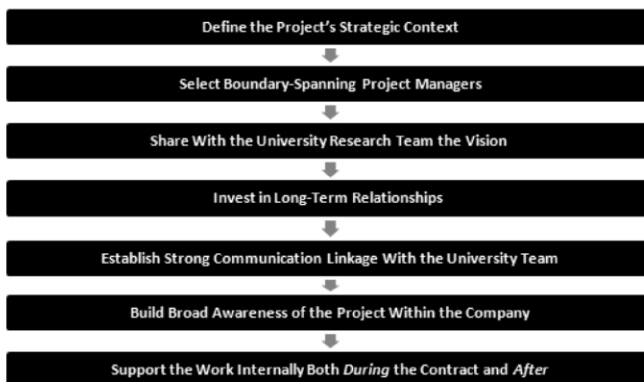 Define the Project's Strategic Context
Select Boundary-Spanning Project Managers
Share With the University Research Team the Vision
Invest in Long-Term Relationships
Establish Strong Communication Linkage With the University Team
Build Broad Awareness of the Project Within the Company
Support the Work Internally Both During the Contract and After